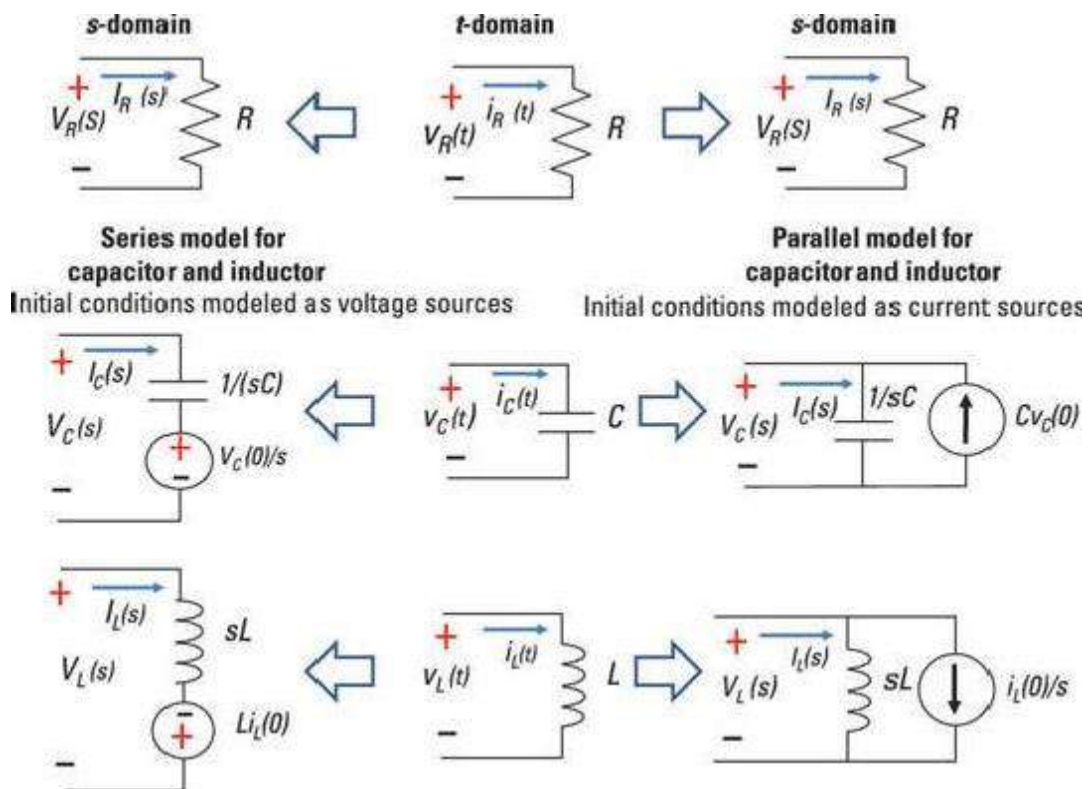 s-domain
t-domain
s-domain
+
I_R(s)
V_R(S)
R
−
+
i_R(t)
v_R(t)
R
−
+
I_R(s)
V_R(S)
R
−
Series model for
capacitor and inductor
Initial conditions modeled as voltage sources
Parallel model for
capacitor and inductor
Initial conditions modeled as current sources
+
I_C(s)
1/(sC)
V_C(s)
+
−
V_C(0)/s
−
+
i_C(t)
v_C(t)
C
−
+
I_C(s)
1/sC
V_C(s)
Cv_C(0)
−
+
I_L(s)
sL
V_L(s)
−
+
Li_L(0)
−
+
i_L(t)
v_L(t)
L
−
+
I_L(s)
V_L(s)
sL
i_L(0)/s
−